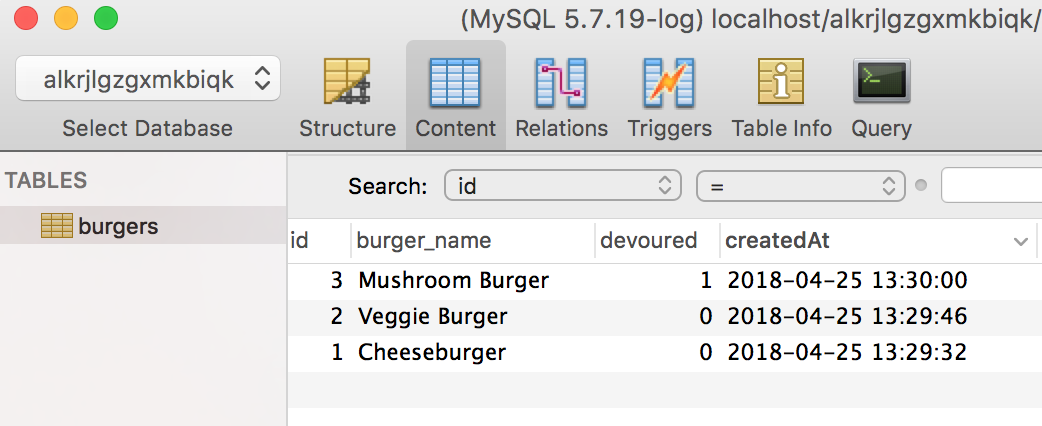 (MySQL 5.7.19-log) localhost/alkrjlgzgxmkbiqk/
alkrjlgzgxmkbiqk
Select Database Structure Content Relations Triggers Table Info Query
TABLES
burgers
Search: id =
id burger_name devoured createdAt
3 Mushroom Burger 1 2018-04-25 13:30:00
2 Veggie Burger 0 2018-04-25 13:29:46
1 Cheeseburger 0 2018-04-25 13:29:32